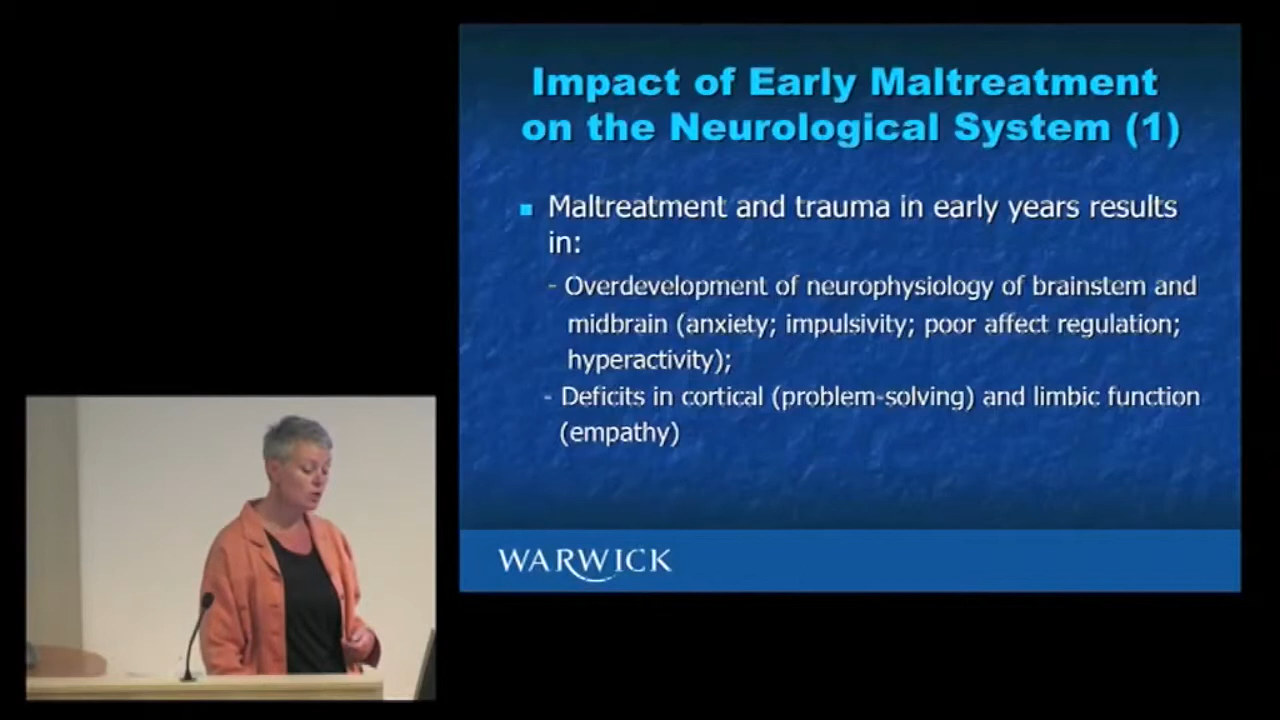 Impact of Early Maltreatment
on the Neurological System (1)
■ Maltreatment and trauma in early years results
in:
- Overdevelopment of neurophysiology of brainstem and
midbrain (anxiety; impulsivity; poor affect regulation;
hyperactivity);
- Deficits in cortical (problem-solving) and limbic function
(empathy)
WARWICK